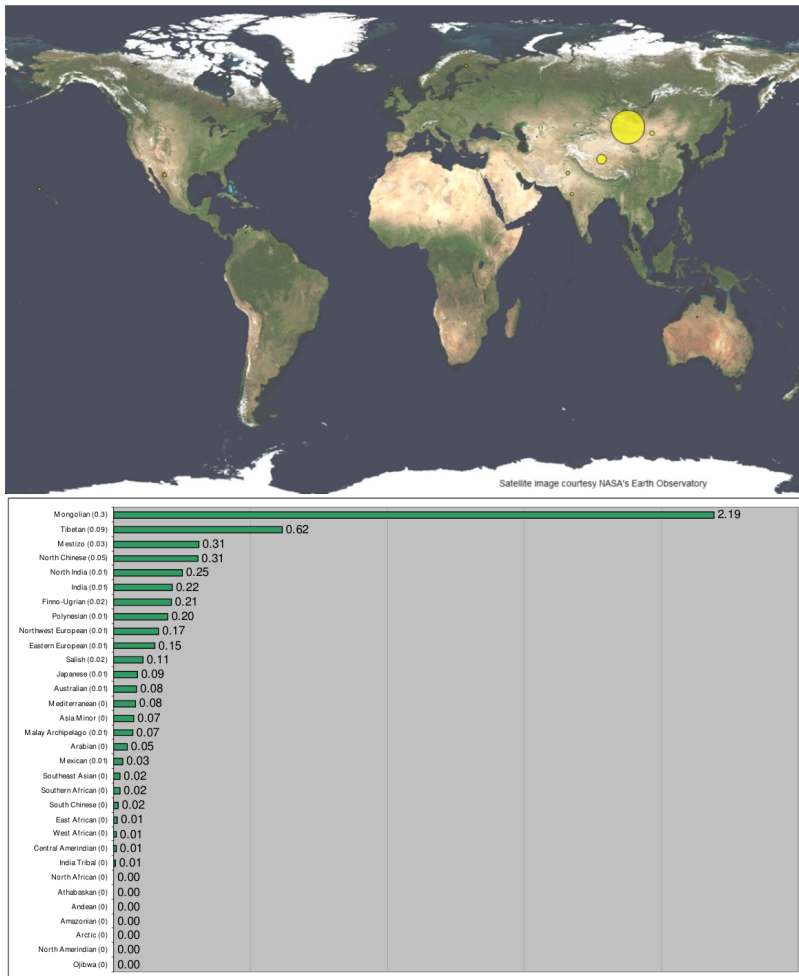 Satellite image courtesy NASA's Earth Observatory
Mongolian (0.3) 2.19
Tibetan (0.09) 0.62
Mestizo (0.03) 0.31
North Chinese (0.05) 0.31
North India (0.01) 0.25
India (0.01) 0.22
Finno-Ugrian (0.02) 0.21
Polynesian (0.01) 0.20
Northwest European (0.01) 0.17
Eastern European (0.01) 0.15
Salish (0.02) 0.11
Japanese (0.01) 0.09
Australian (0.01) 0.08
Mediterranean (0) 0.08
Asia Minor (0) 0.07
Malay Archipelago (0.01) 0.07
Arabian (0) 0.05
Mexican (0.01) 0.03
Southeast Asian (0) 0.02
Southern African (0) 0.02
South Chinese (0) 0.02
East African (0) 0.01
West African (0) 0.01
Central Amerindian (0) 0.01
India Tribal (0) 0.01
North African (0) 0.00
Athabaskan (0) 0.00
Andean (0) 0.00
Amazonian (0) 0.00
Arctic (0) 0.00
North Amerindian (0) 0.00
Ojibwa (0) 0.00